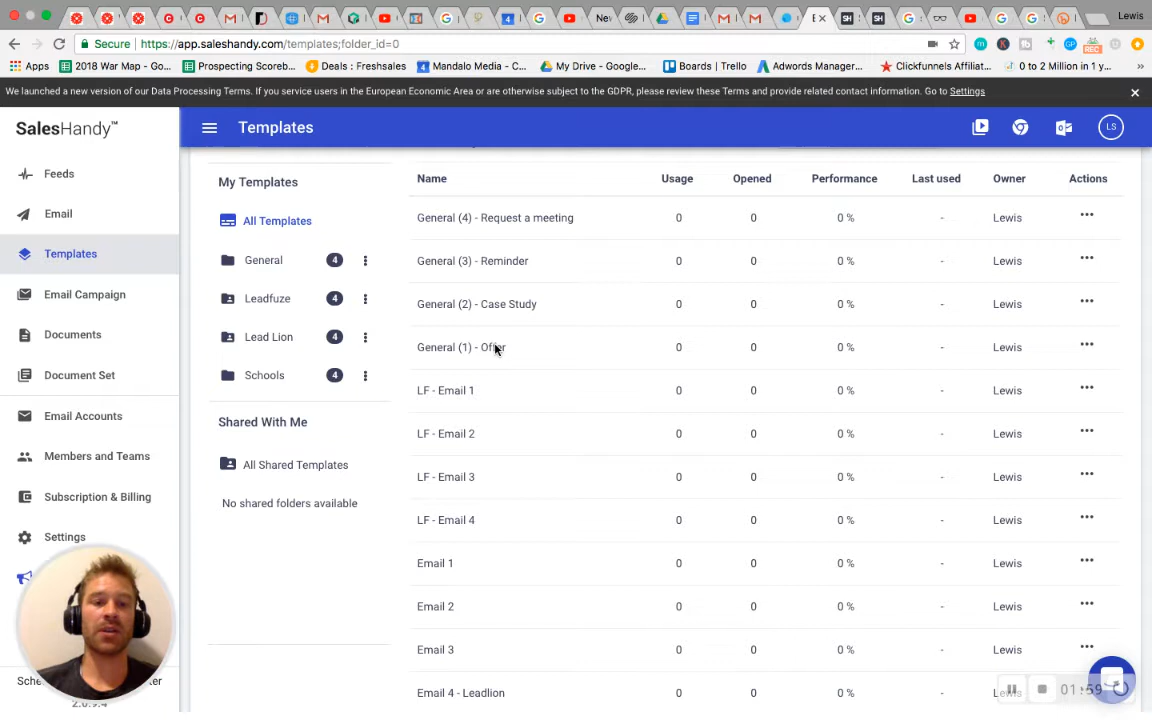 New
Lewis
Secure https://app.saleshandy.com/templates;folder_id=0
Apps 2018 War Map - Go... Prospecting Scoreb... Deals : Freshsales Mandalo Media - C... My Drive - Google... Boards | Trello Adwords Manager... Clickfunnels Affiliat... 0 to 2 Million in 1 y... »
We launched a new version of our Data Processing Terms. If you service users in the European Economic Area or are otherwise subject to the GDPR, please review these Terms and provide related contact information. Go to Settings
SalesHandy™
Templates
LS
Feeds
Email
Templates
Email Campaign
Documents
Document Set
Email Accounts
Members and Teams
Subscription & Billing
Settings
My Templates
All Templates
General 4
Leadfuze 4
Lead Lion 4
Schools 4
Shared With Me
All Shared Templates
No shared folders available
Name Usage Opened Performance Last used Owner Actions
General (4) - Request a meeting 0 0 0 % - Lewis
General (3) - Reminder 0 0 0 % - Lewis
General (2) - Case Study 0 0 0 % - Lewis
General (1) - Offer 0 0 0 % - Lewis
LF - Email 1 0 0 0 % - Lewis
LF - Email 2 0 0 0 % - Lewis
LF - Email 3 0 0 0 % - Lewis
LF - Email 4 0 0 0 % - Lewis
Email 1 0 0 0 % - Lewis
Email 2 0 0 0 % - Lewis
Email 3 0 0 0 % - Lewis
Email 4 - Leadlion 0 0 0 % - Lewis
01:59